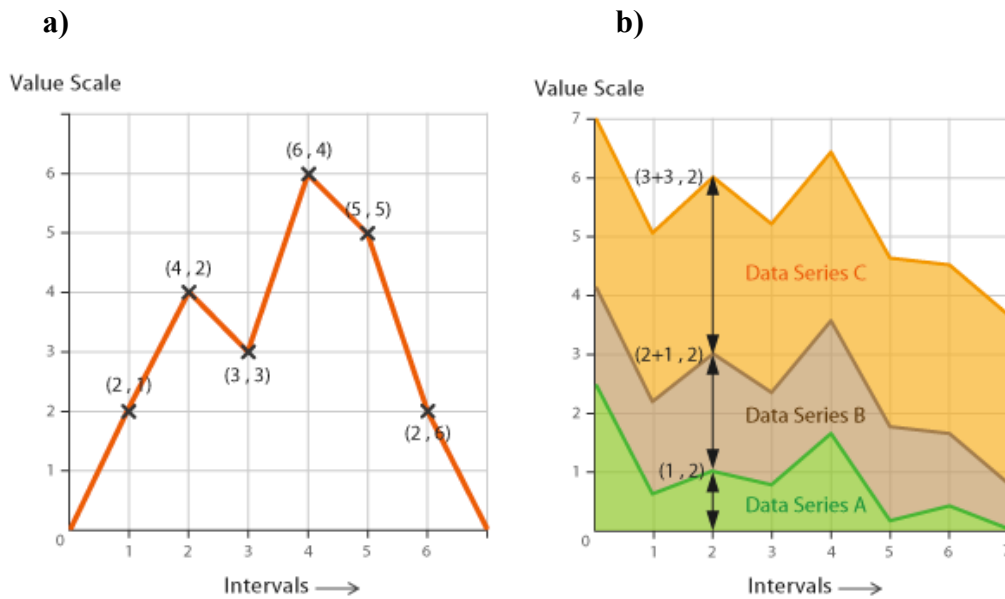 a)
Value Scale
(6 , 4)
6
(5 , 5)
5
(4 , 2)
4
3
(3 , 3)
(2 , 1)
2
(2 , 6)
1
0
1 2 3 4 5 6
Intervals
b)
Value Scale
7
(3+3 , 2)
6
5
Data Series C
4
(2+1 , 2)
3
2
Data Series B
(1 , 2)
1
Data Series A
0
1 2 3 4 5 6 7
Intervals